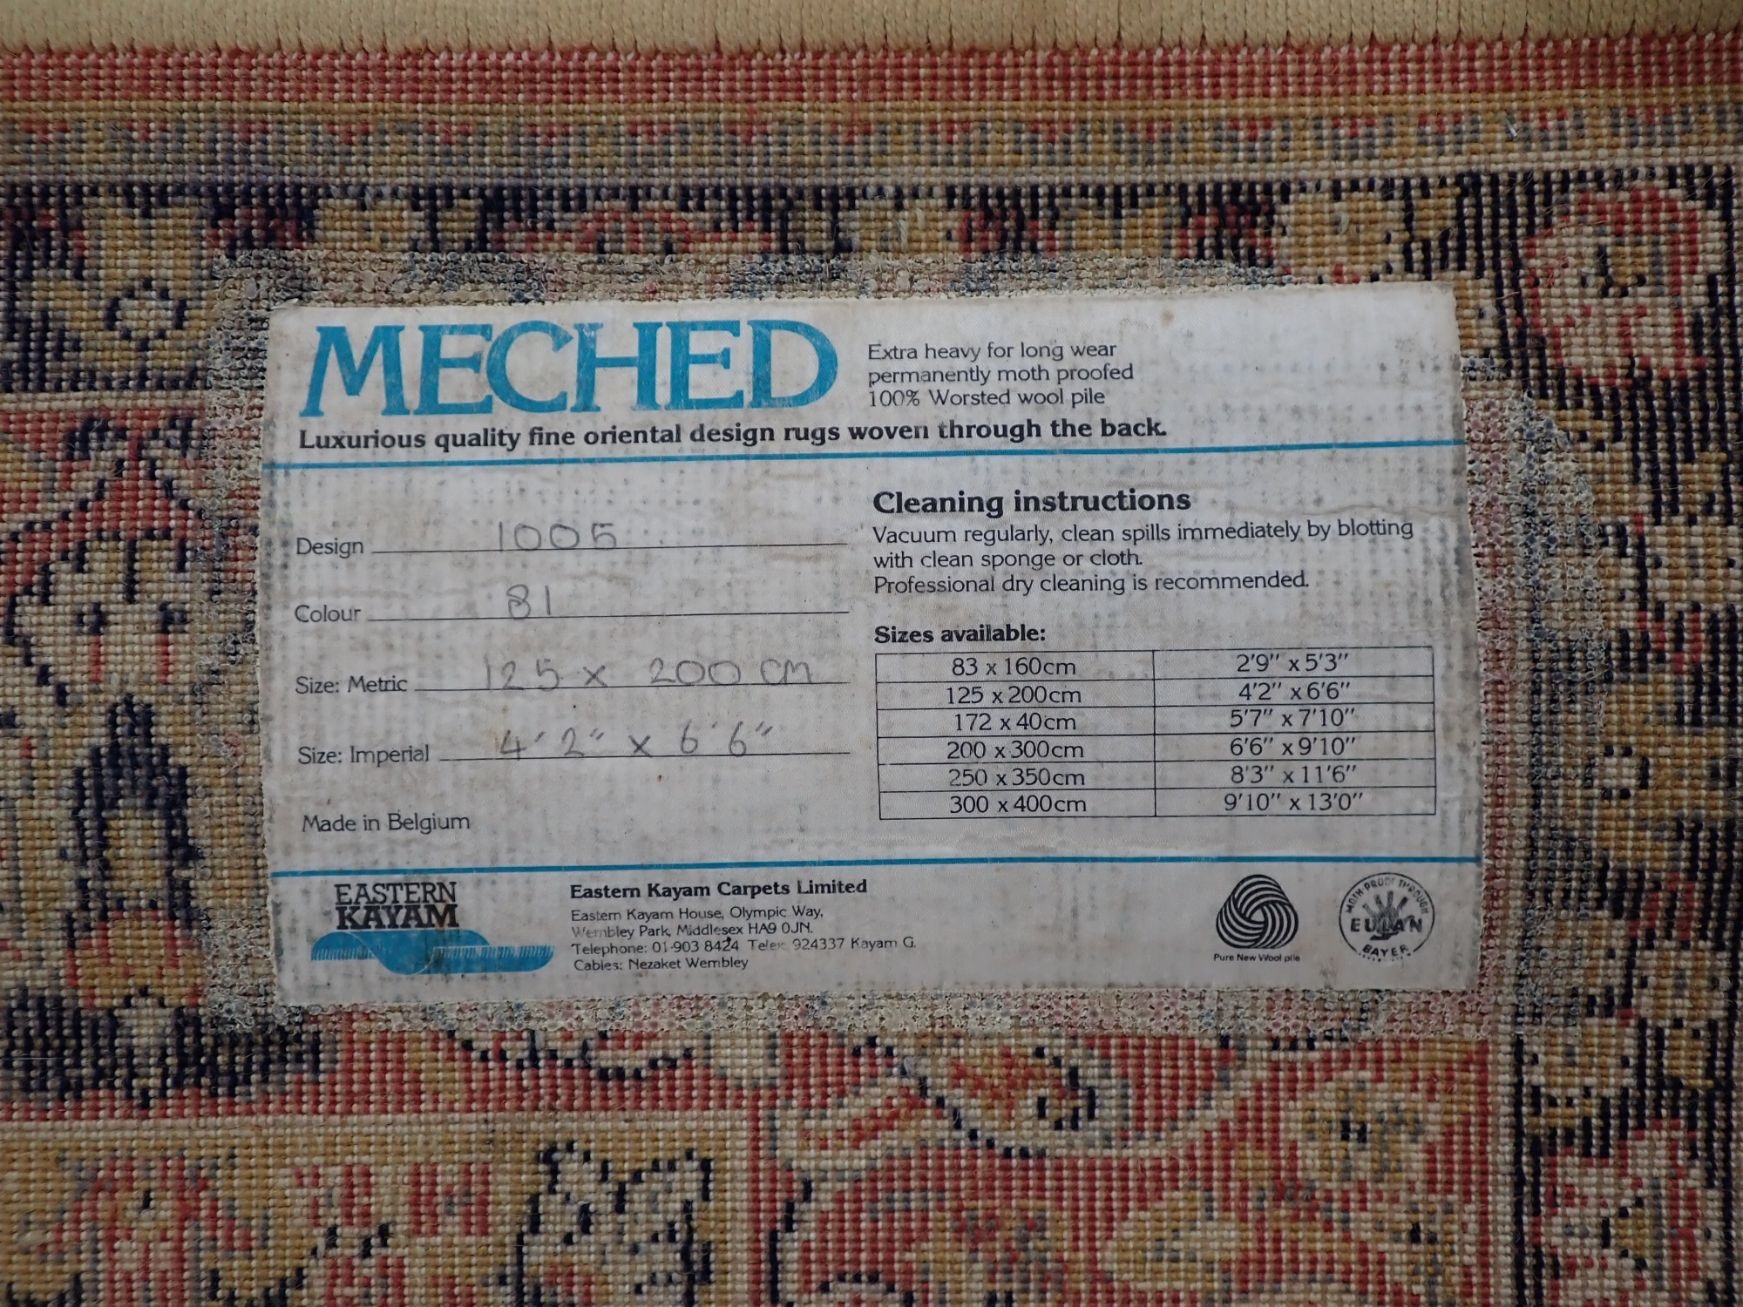 MECHED
Extra heavy for long wear
permanently moth proofed
100% Worsted wool pile
Luxurious quality fine oriental design rugs woven through the back.
Design 1005
Colour 81
Size: Metric 125 x 200 cm
Size: Imperial 4'2" x 6'6"
Made in Belgium
Cleaning instructions
Vacuum regularly, clean spills immediately by blotting
with clean sponge or cloth.
Professional dry cleaning is recommended.
Sizes available:
83 x 160cm 2'9" x 5'3"
125 x 200cm 4'2" x 6'6"
172 x 40cm 5'7" x 7'10"
200 x 300cm 6'6" x 9'10"
250 x 350cm 8'3" x 11'6"
300 x 400cm 9'10" x 13'0"
EASTERN
KAYAM
Eastern Kayam Carpets Limited
Eastern Kayam House, Olympic Way,
Wembley Park, Middlesex HA9 0JN.
Telephone: 01-903 8424 Telex: 924337 Kayam G.
Cables: Nezaket Wembley
Pure New Wool pile
MOTH PROOF THROUGH
EULAN
BAYER